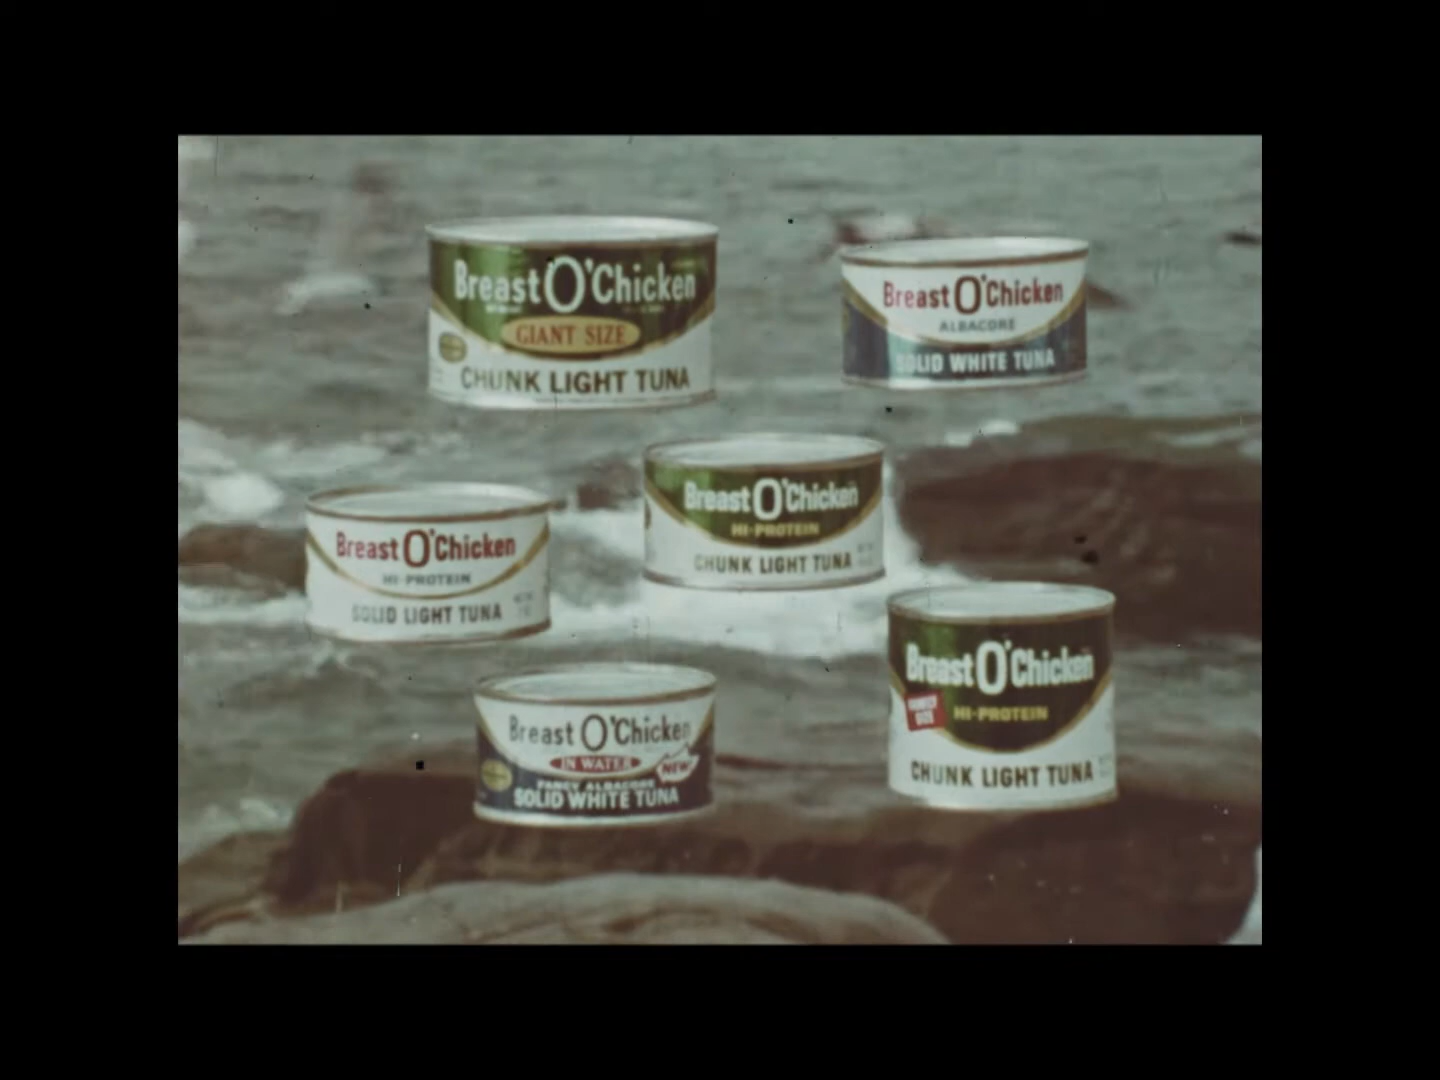 Breast O' Chicken
GIANT SIZE
CHUNK LIGHT TUNA
Breast O' Chicken
ALBACORE
SOLID WHITE TUNA
Breast O' Chicken
HI-PROTEIN
CHUNK LIGHT TUNA
Breast O' Chicken
HI-PROTEIN
SOLID LIGHT TUNA
Breast O' Chicken
HI-PROTEIN
CHUNK LIGHT TUNA
Breast O' Chicken
IN WATER
NEW!
FANCY ALBACORE
SOLID WHITE TUNA